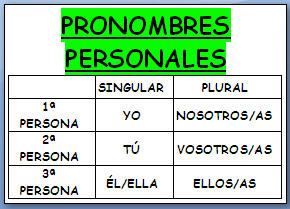 PRONOMBRES
PERSONALES
SINGULAR PLURAL
1ª
PERSONA YO NOSOTROS/AS
2ª
PERSONA TÚ VOSOTROS/AS
3ª
PERSONA ÉL/ELLA ELLOS/AS